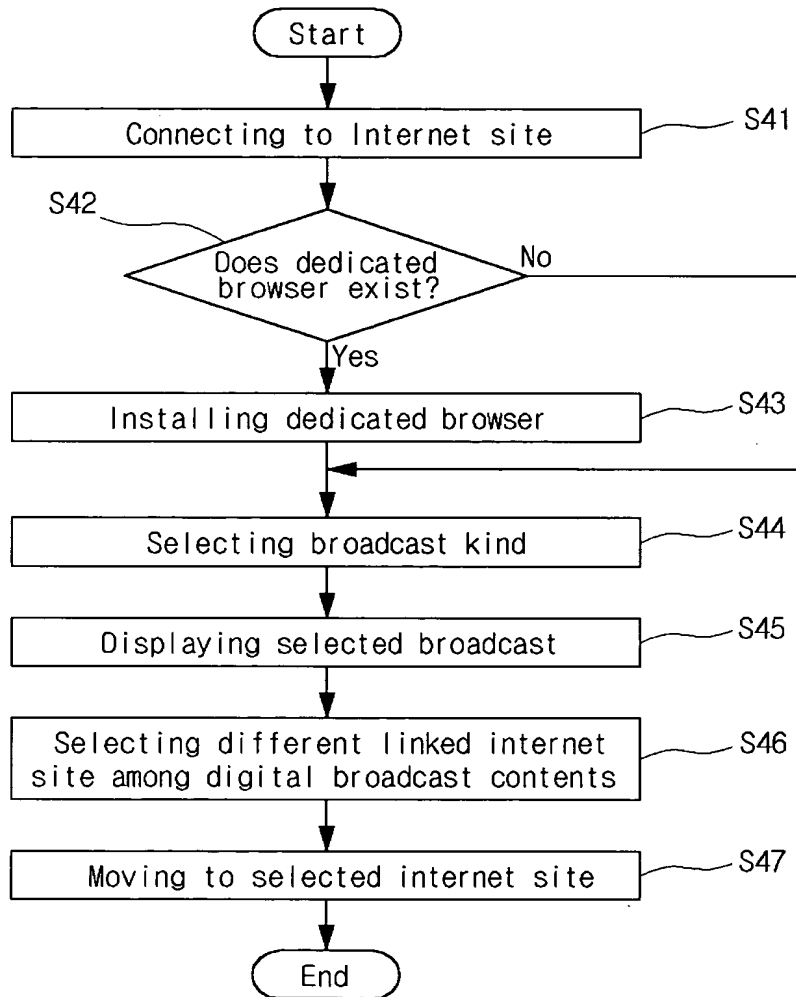 Start
Connecting to Internet site
S41
S42
Does dedicated
browser exist?
No
Yes
Installing dedicated browser
S43
Selecting broadcast kind
S44
Displaying selected broadcast
S45
Selecting different linked internet
site among digital broadcast contents
S46
Moving to selected internet site
S47
End